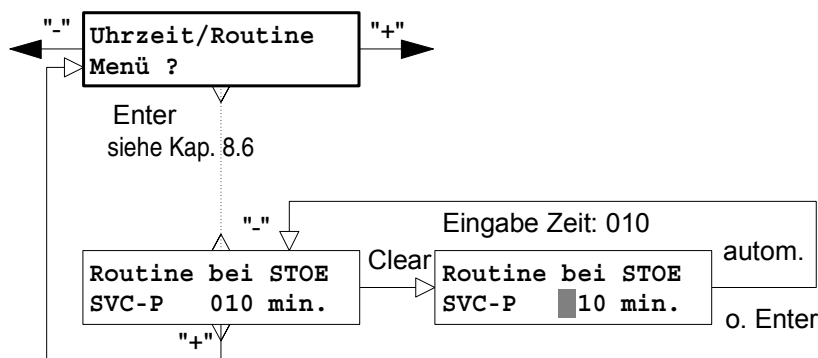 "-"
Uhrzeit/Routine
"+"
Menü ?
Enter
siehe Kap. 8.6
"-"
Eingabe Zeit: 010
autom.
Routine bei STOE
Clear
Routine bei STOE
SVC-P 010 min.
SVC-P 10 min.
o. Enter
"+"